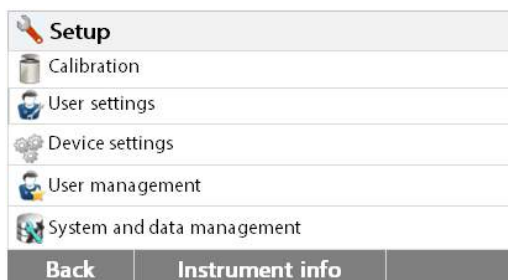 Setup
Calibration
User settings
Device settings
User management
System and data management
Back Instrument info